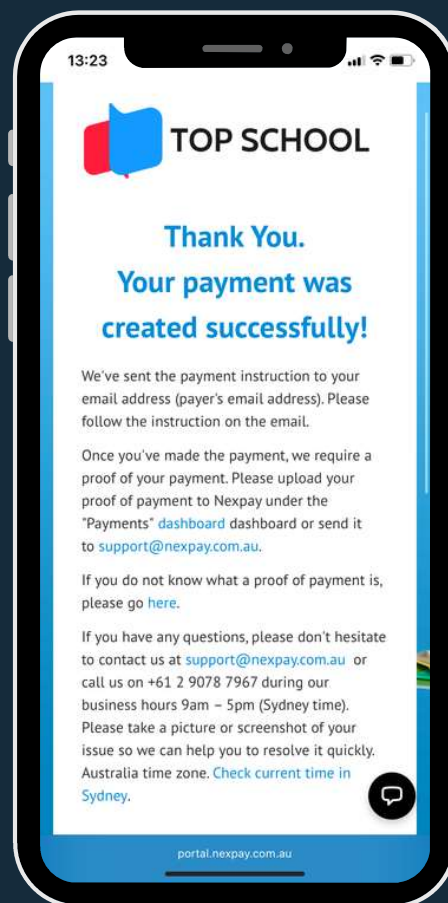 13:23
TOP SCHOOL
Thank You.
Your payment was
created successfully!
We've sent the payment instruction to your
email address (payer's email address). Please
follow the instruction on the email.
Once you've made the payment, we require a
proof of your payment. Please upload your
proof of payment to Nexpay under the
"Payments" dashboard dashboard or send it
to support@nexpay.com.au.
If you do not know what a proof of payment is,
please go here.
If you have any questions, please don't hesitate
to contact us at support@nexpay.com.au or
call us on +61 2 9078 7967 during our
business hours 9am – 5pm (Sydney time).
Please take a picture or screenshot of your
issue so we can help you to resolve it quickly.
Australia time zone. Check current time in
Sydney.
portal.nexpay.com.au